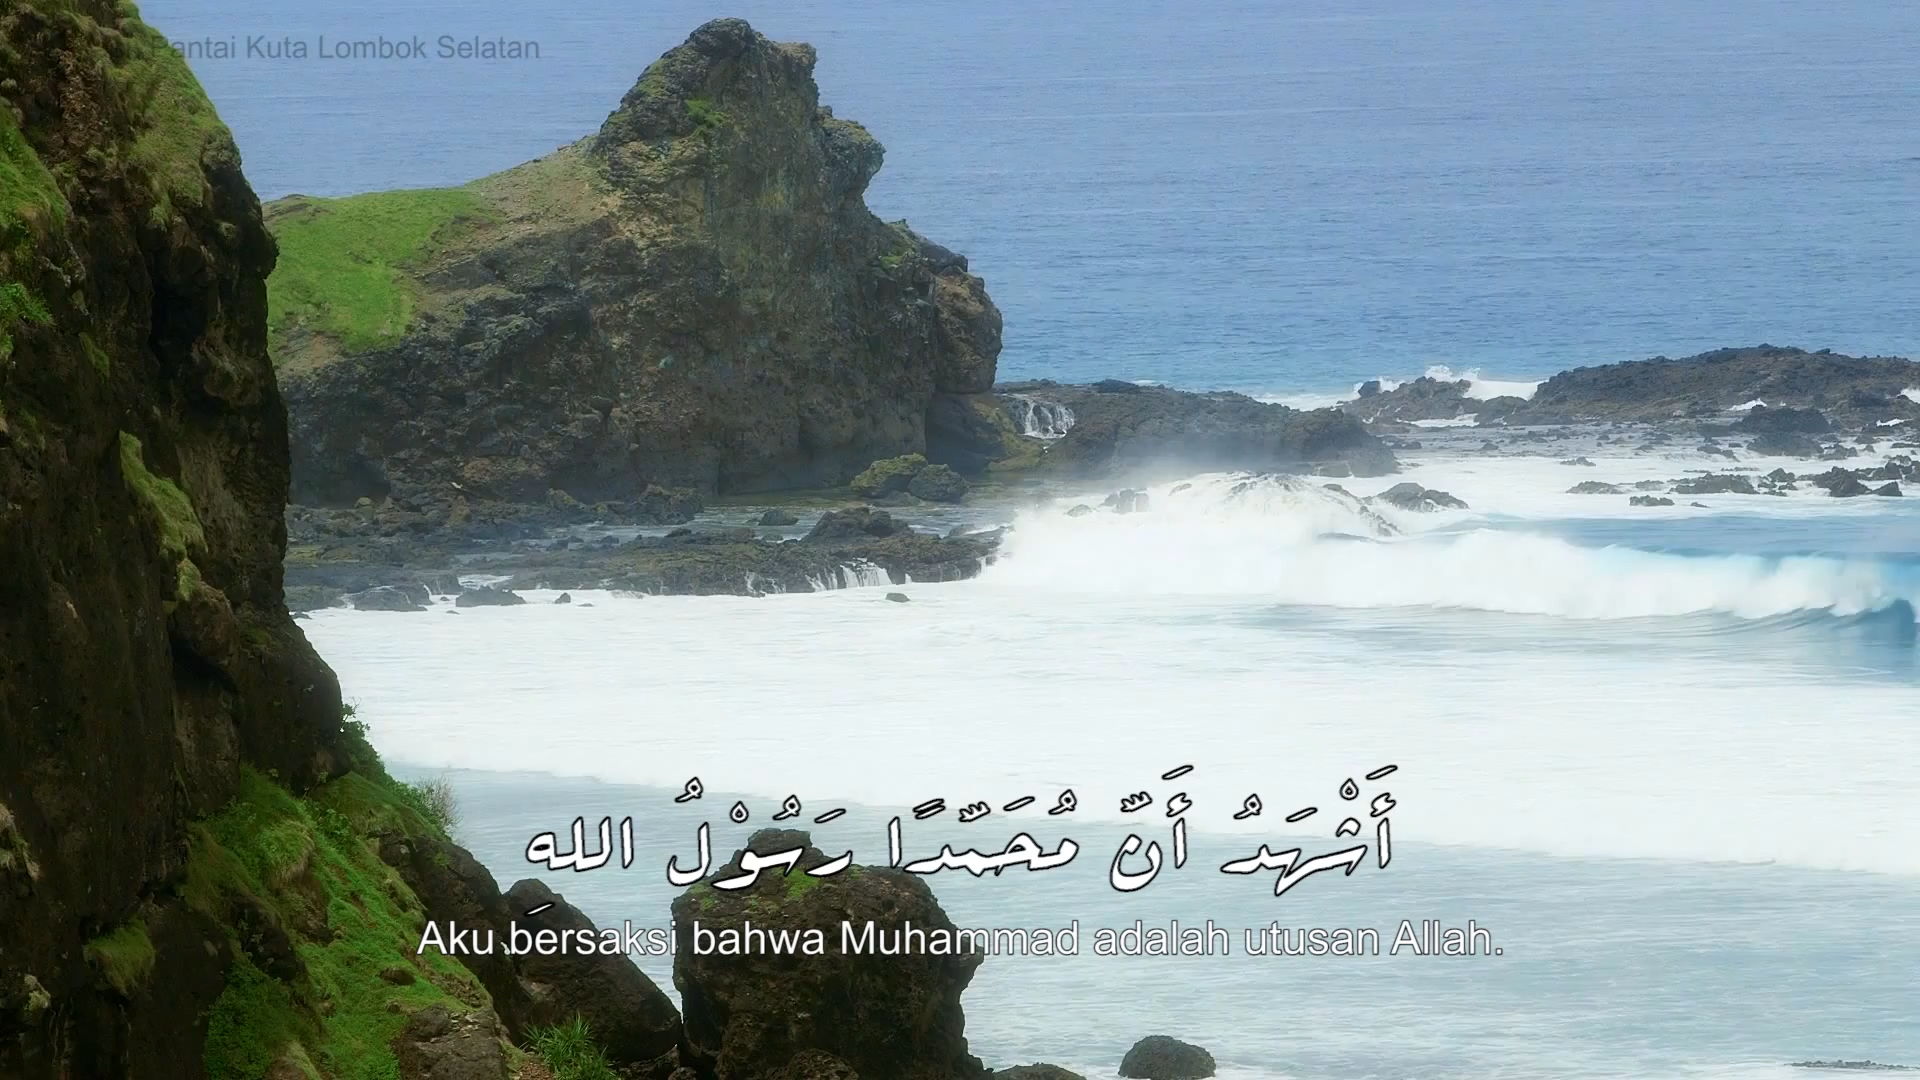 Pantai Kuta Lombok Selatan
أَشْهَدُ أَنَّ مُحَمَّدًا رَسُوْلُ اللهِ
Aku bersaksi bahwa Muhammad adalah utusan Allah.